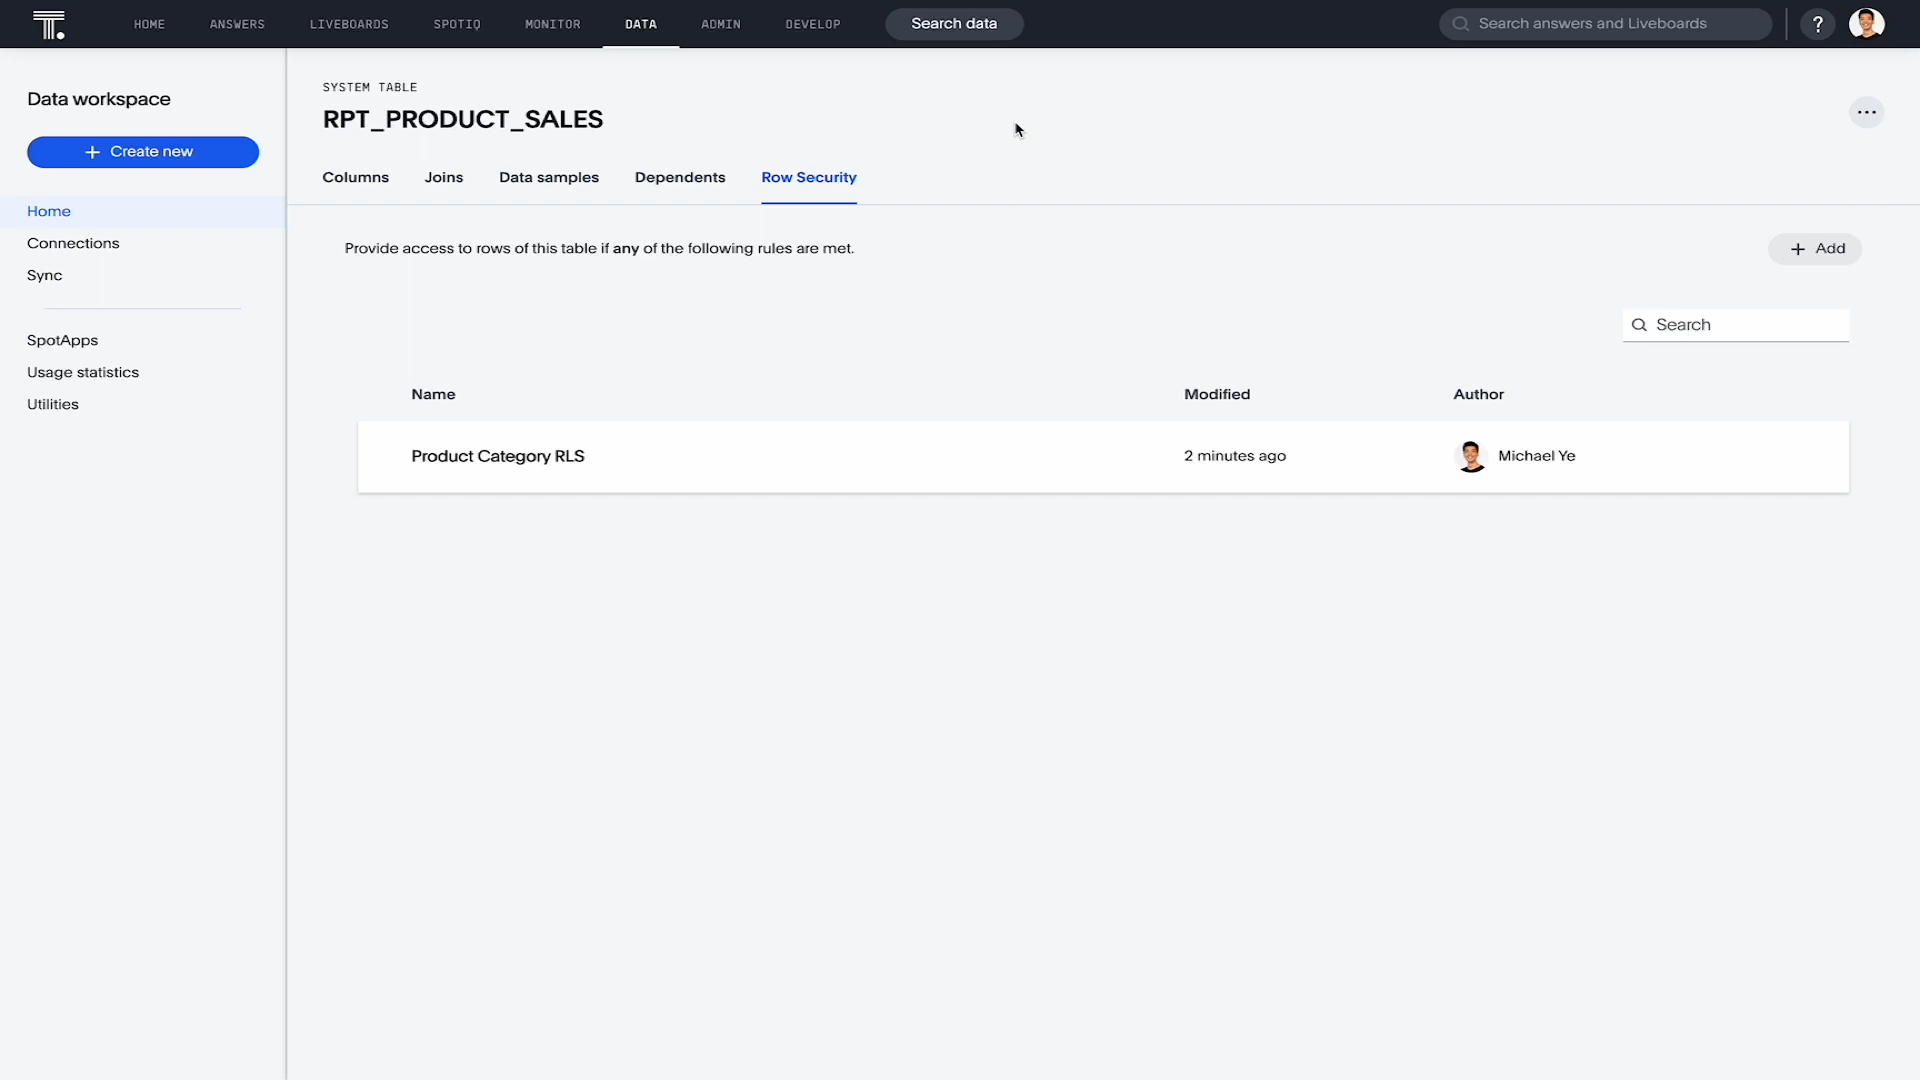 HOME ANSWERS LIVEBOARDS SPOTIQ MONITOR DATA ADMIN DEVELOP Search data Search answers and Liveboards ?
Data workspace
+ Create new
Home
Connections
Sync
SpotApps
Usage statistics
Utilities
SYSTEM TABLE
RPT_PRODUCT_SALES
Columns Joins Data samples Dependents Row Security
Provide access to rows of this table if any of the following rules are met.
+ Add
Search
Name Modified Author
Product Category RLS 2 minutes ago Michael Ye